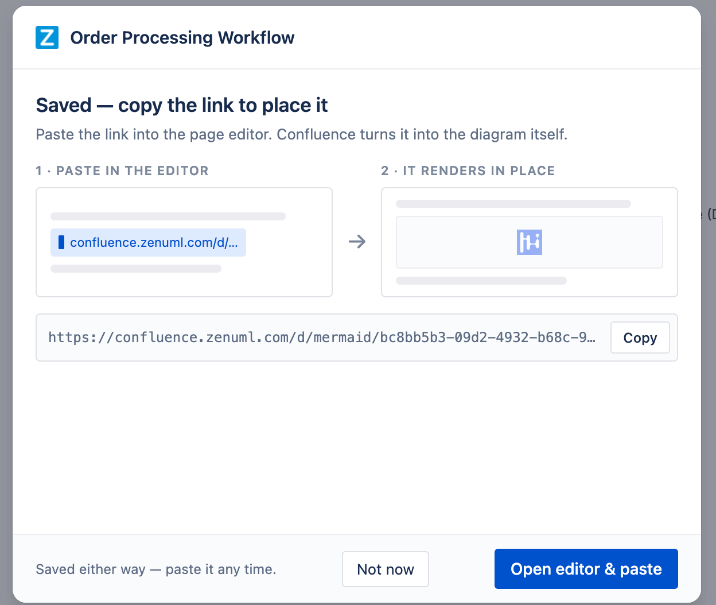 Z Order Processing Workflow
Saved — copy the link to place it
Paste the link into the page editor. Confluence turns it into the diagram itself.
1 · PASTE IN THE EDITOR
confluence.zenuml.com/d/...
→
2 · IT RENDERS IN PLACE
https://confluence.zenuml.com/d/mermaid/bc8bb5b3-09d2-4932-b68c-9…
Copy
Saved either way — paste it any time.
Not now
Open editor & paste